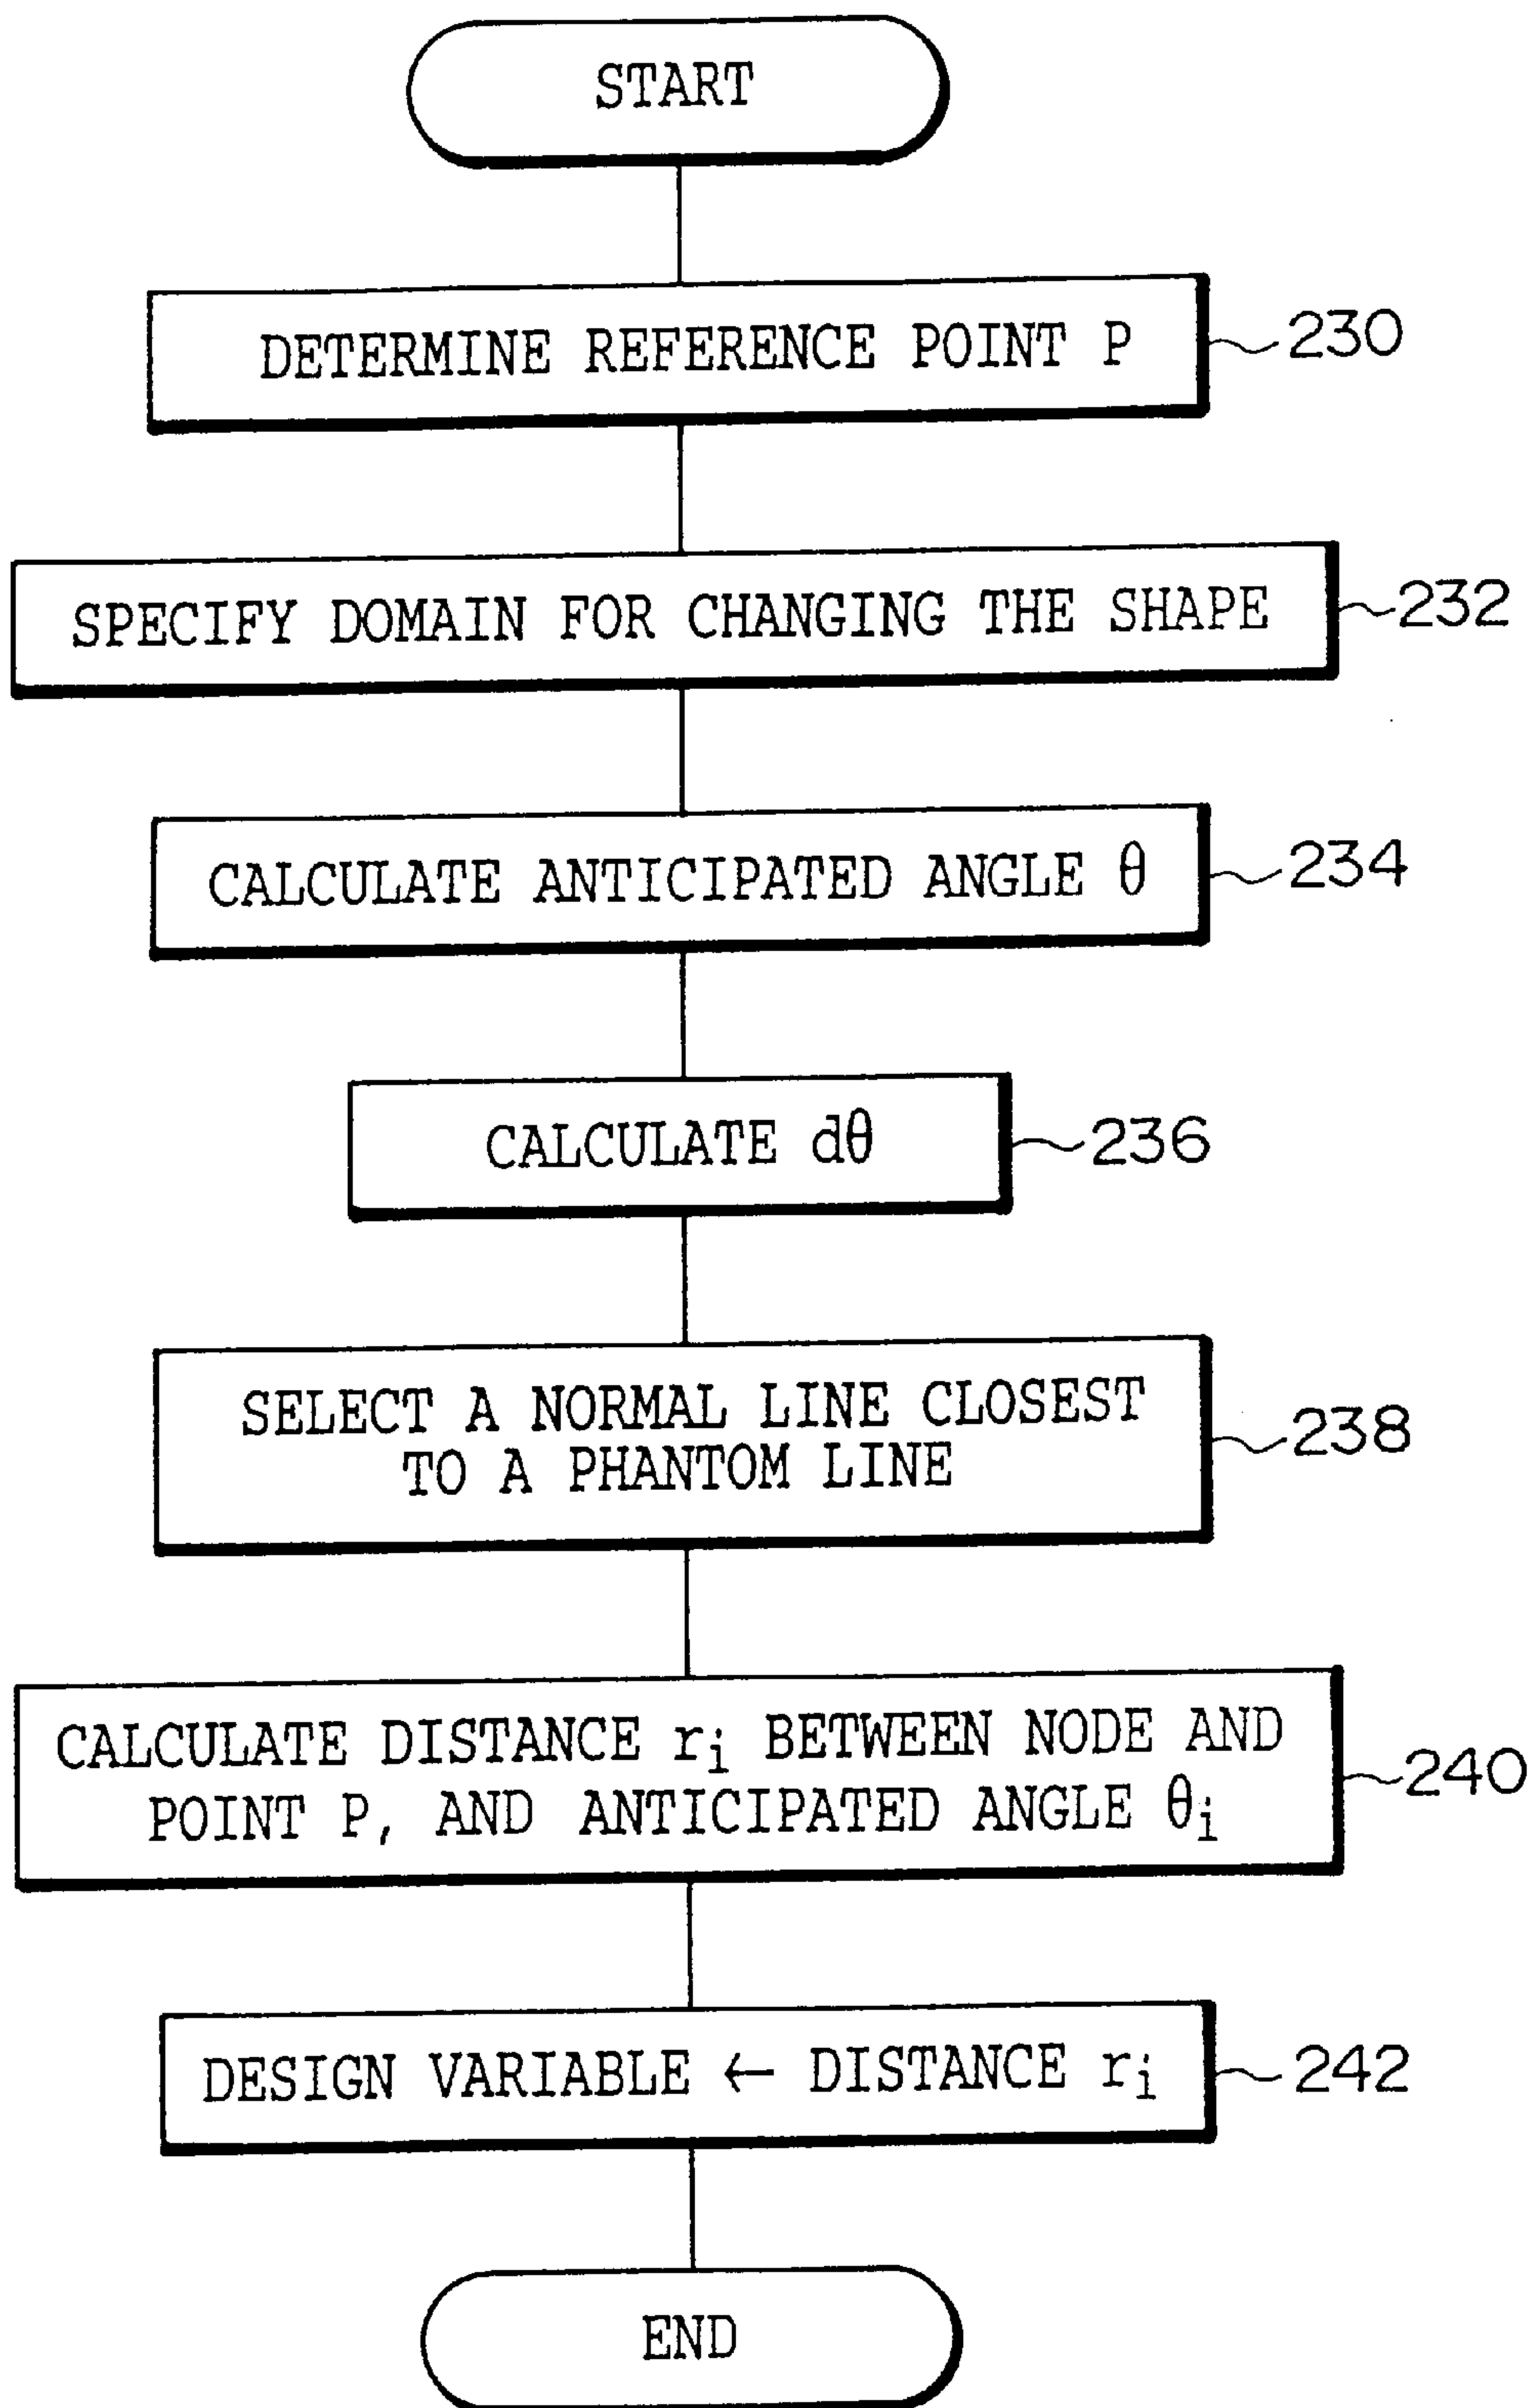 START
DETERMINE REFERENCE POINT P
230
SPECIFY DOMAIN FOR CHANGING THE SHAPE
232
CALCULATE ANTICIPATED ANGLE θ
234
CALCULATE dθ
236
SELECT A NORMAL LINE CLOSEST
TO A PHANTOM LINE
238
CALCULATE DISTANCE ri BETWEEN NODE AND
POINT P, AND ANTICIPATED ANGLE θi
240
DESIGN VARIABLE ← DISTANCE ri
242
END